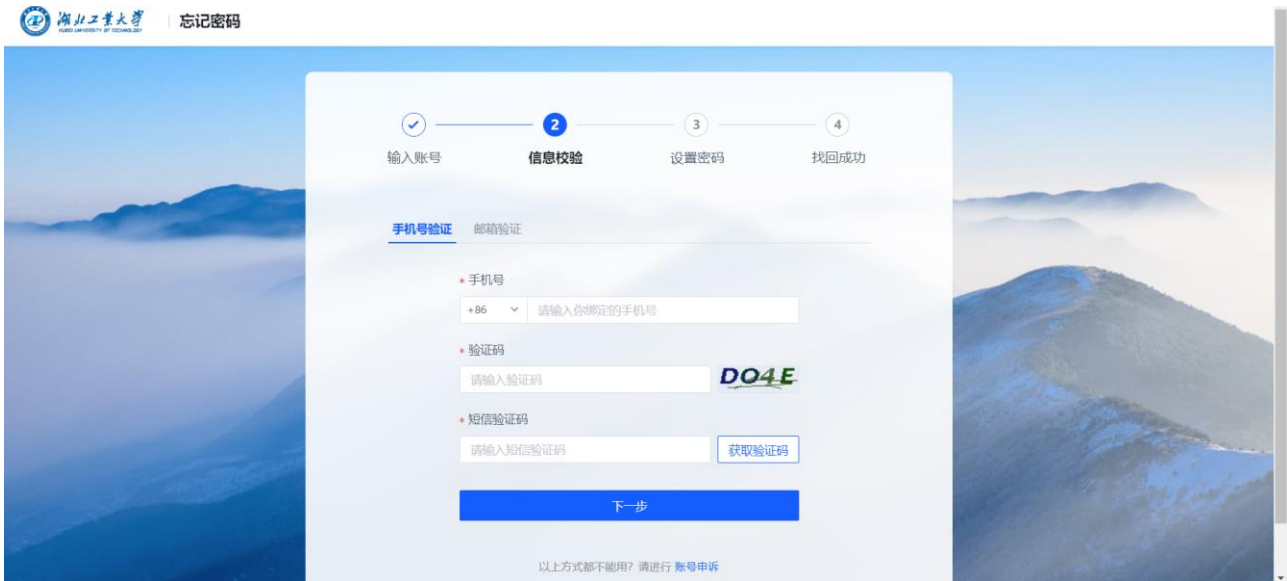 湖北工业大学 忘记密码
HUBEI UNIVERSITY OF TECHNOLOGY
2 3 4
输入账号 信息校验 设置密码 找回成功
手机号验证 邮箱验证
* 手机号
+86 请输入你绑定的手机号
* 验证码
请输入验证码 DO4E
* 短信验证码
请输入短信验证码 获取验证码
下一步
以上方式都不能用？请进行 账号申诉